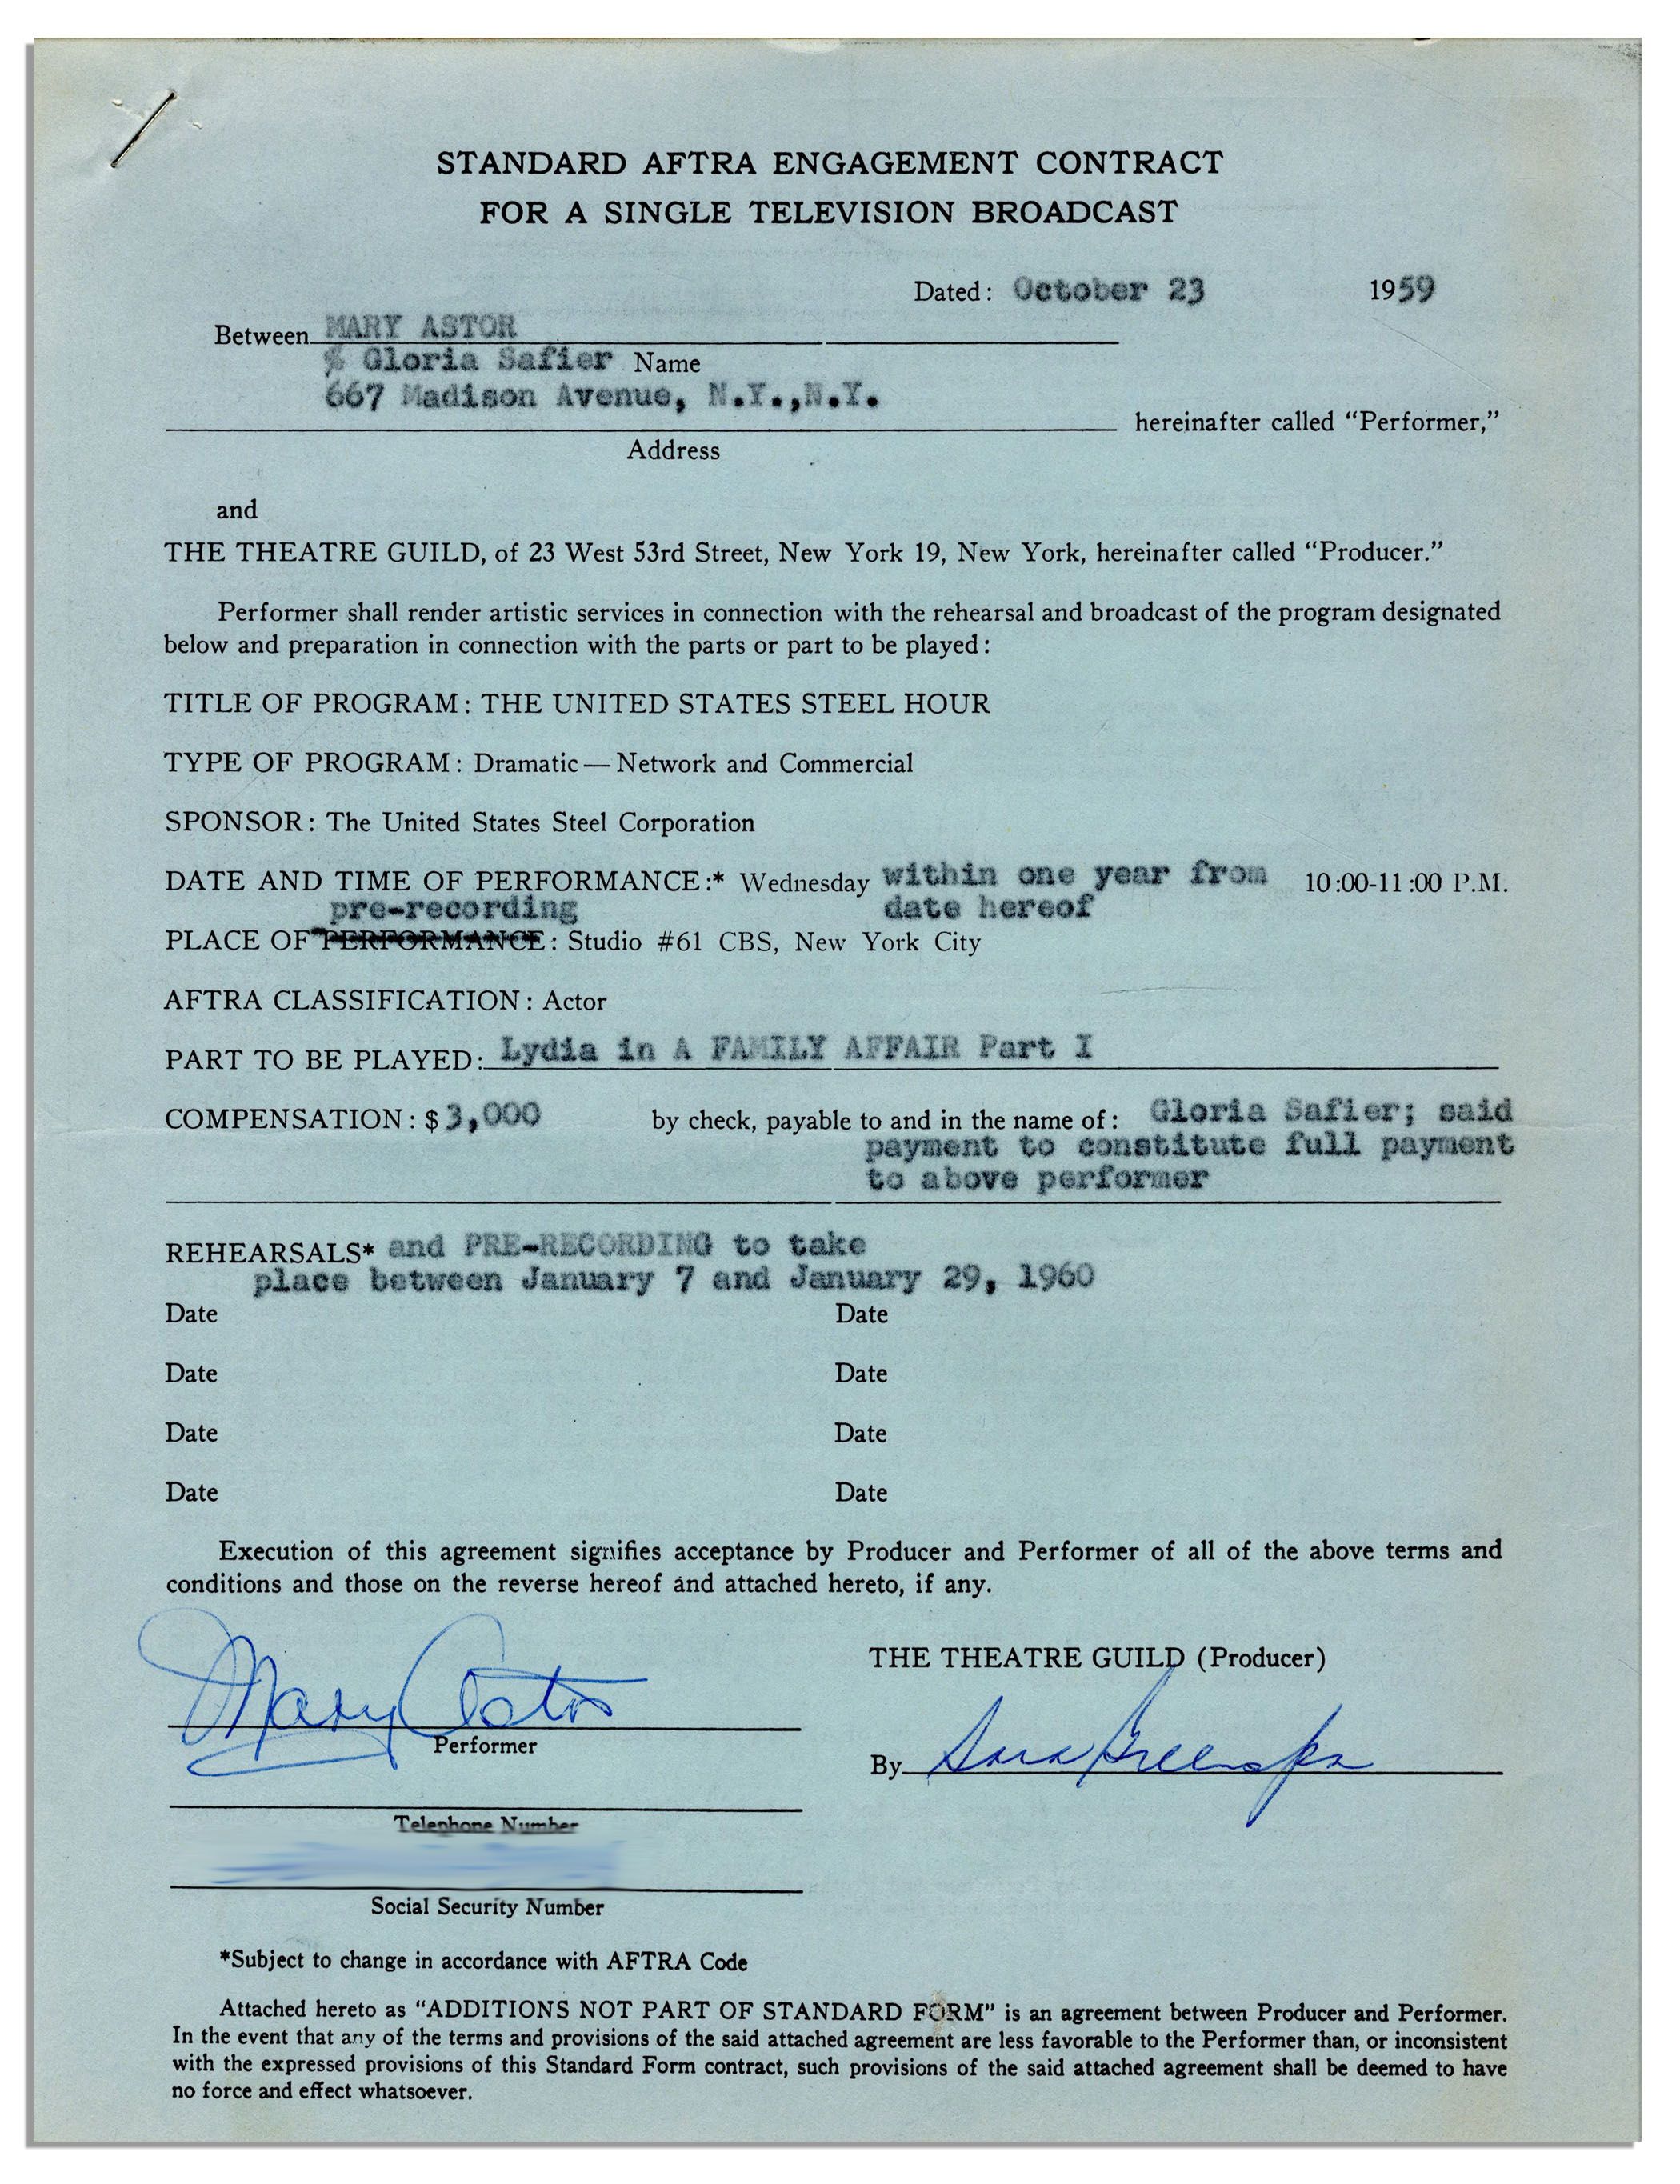 STANDARD AFTRA ENGAGEMENT CONTRACT
FOR A SINGLE TELEVISION BROADCAST
Dated: October 23 1959
Between MARY ASTOR
% Gloria Safier Name
667 Madison Avenue, N.Y.,N.Y.
hereinafter called “Performer,”
Address
and
THE THEATRE GUILD, of 23 West 53rd Street, New York 19, New York, hereinafter called “Producer.”
Performer shall render artistic services in connection with the rehearsal and broadcast of the program designated
below and preparation in connection with the parts or part to be played:
TITLE OF PROGRAM: THE UNITED STATES STEEL HOUR
TYPE OF PROGRAM: Dramatic — Network and Commercial
SPONSOR: The United States Steel Corporation
DATE AND TIME OF PERFORMANCE:* Wednesday within one year from 10:00-11:00 P.M.
pre-recording date hereof
PLACE OF PERFORMANCE: Studio #61 CBS, New York City
AFTRA CLASSIFICATION: Actor
PART TO BE PLAYED: Lydia in A FAMILY AFFAIR Part I
COMPENSATION: $ 3,000 by check, payable to and in the name of: Gloria Safier; said
payment to constitute full payment
to above performer
REHEARSALS* and PRE-RECORDING to take
place between January 7 and January 29, 1960
Date Date
Date Date
Date Date
Date Date
Execution of this agreement signifies acceptance by Producer and Performer of all of the above terms and
conditions and those on the reverse hereof and attached hereto, if any.
THE THEATRE GUILD (Producer)
Mary Astor
Performer
By Sara
Telephone Number
Social Security Number
*Subject to change in accordance with AFTRA Code
Attached hereto as “ADDITIONS NOT PART OF STANDARD FORM” is an agreement between Producer and Performer.
In the event that any of the terms and provisions of the said attached agreement are less favorable to the Performer than, or inconsistent
with the expressed provisions of this Standard Form contract, such provisions of the said attached agreement shall be deemed to have
no force and effect whatsoever.